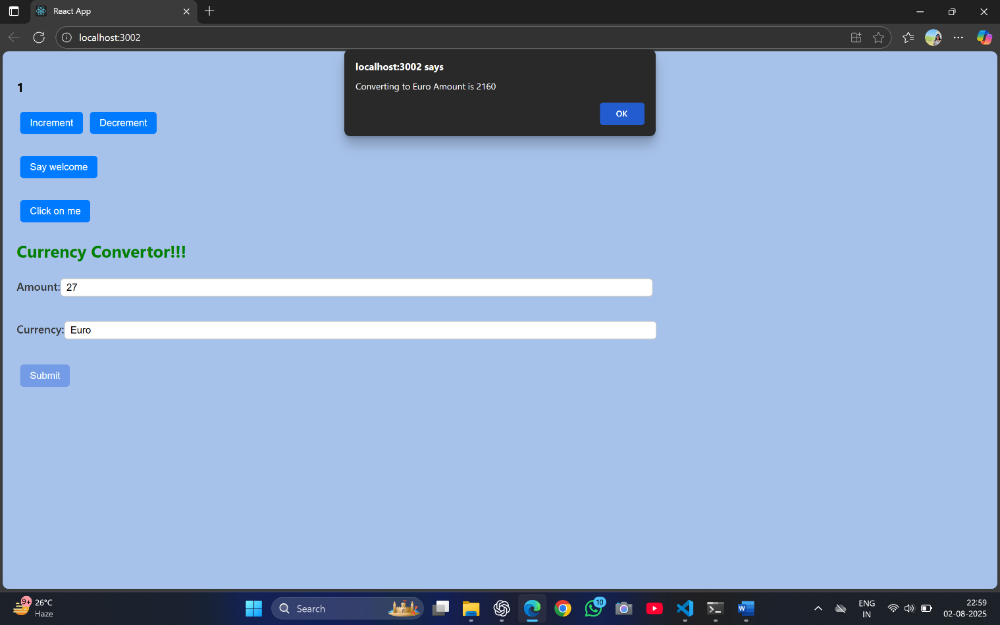 React App
localhost:3002
localhost:3002 says
Converting to Euro Amount is 2160
OK
1
Increment Decrement
Say welcome
Click on me
Currency Convertor!!!
Amount: 27
Currency: Euro
Submit
9+
26°C
Haze
Search
10
W
ENG
IN
22:59
02-08-2025